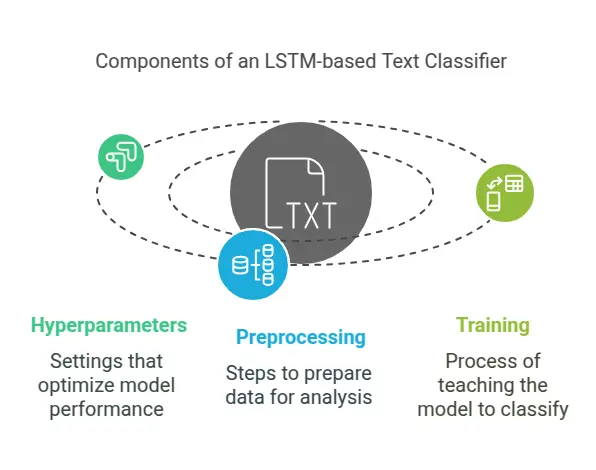 Components of an LSTM-based Text Classifier
TXT
Hyperparameters
Settings that
optimize model
performance
Preprocessing
Steps to prepare
data for analysis
Training
Process of
teaching the
model to classify